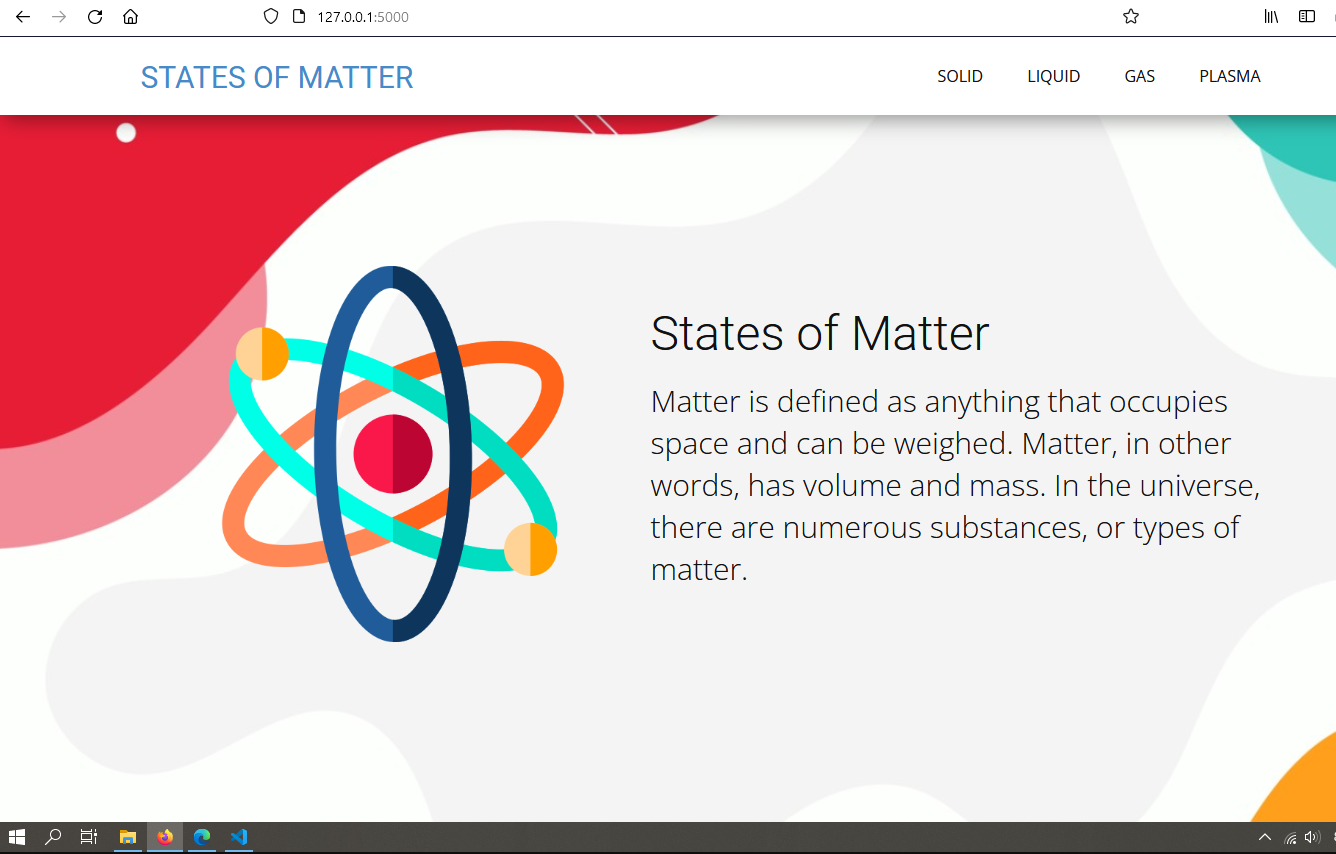 127.0.0.1:5000
STATES OF MATTER
SOLID LIQUID GAS PLASMA
States of Matter
Matter is defined as anything that occupies
space and can be weighed. Matter, in other
words, has volume and mass. In the universe,
there are numerous substances, or types of
matter.